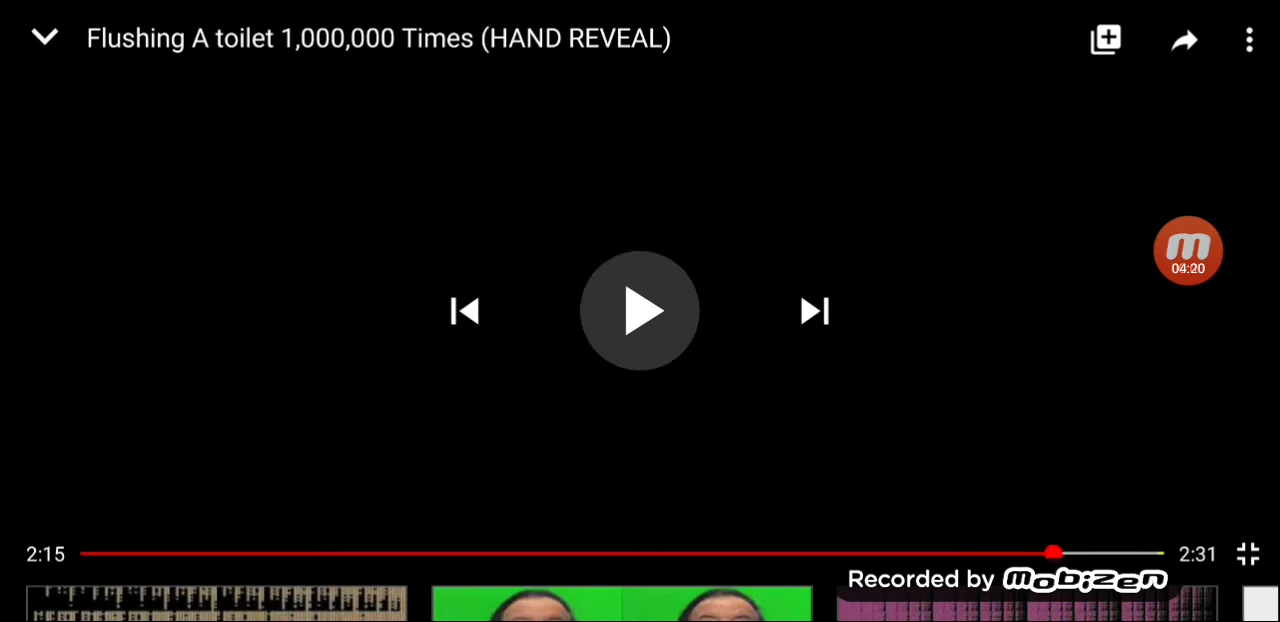 Flushing A toilet 1,000,000 Times (HAND REVEAL)
04:20
2:15
2:31
Recorded by mobizen